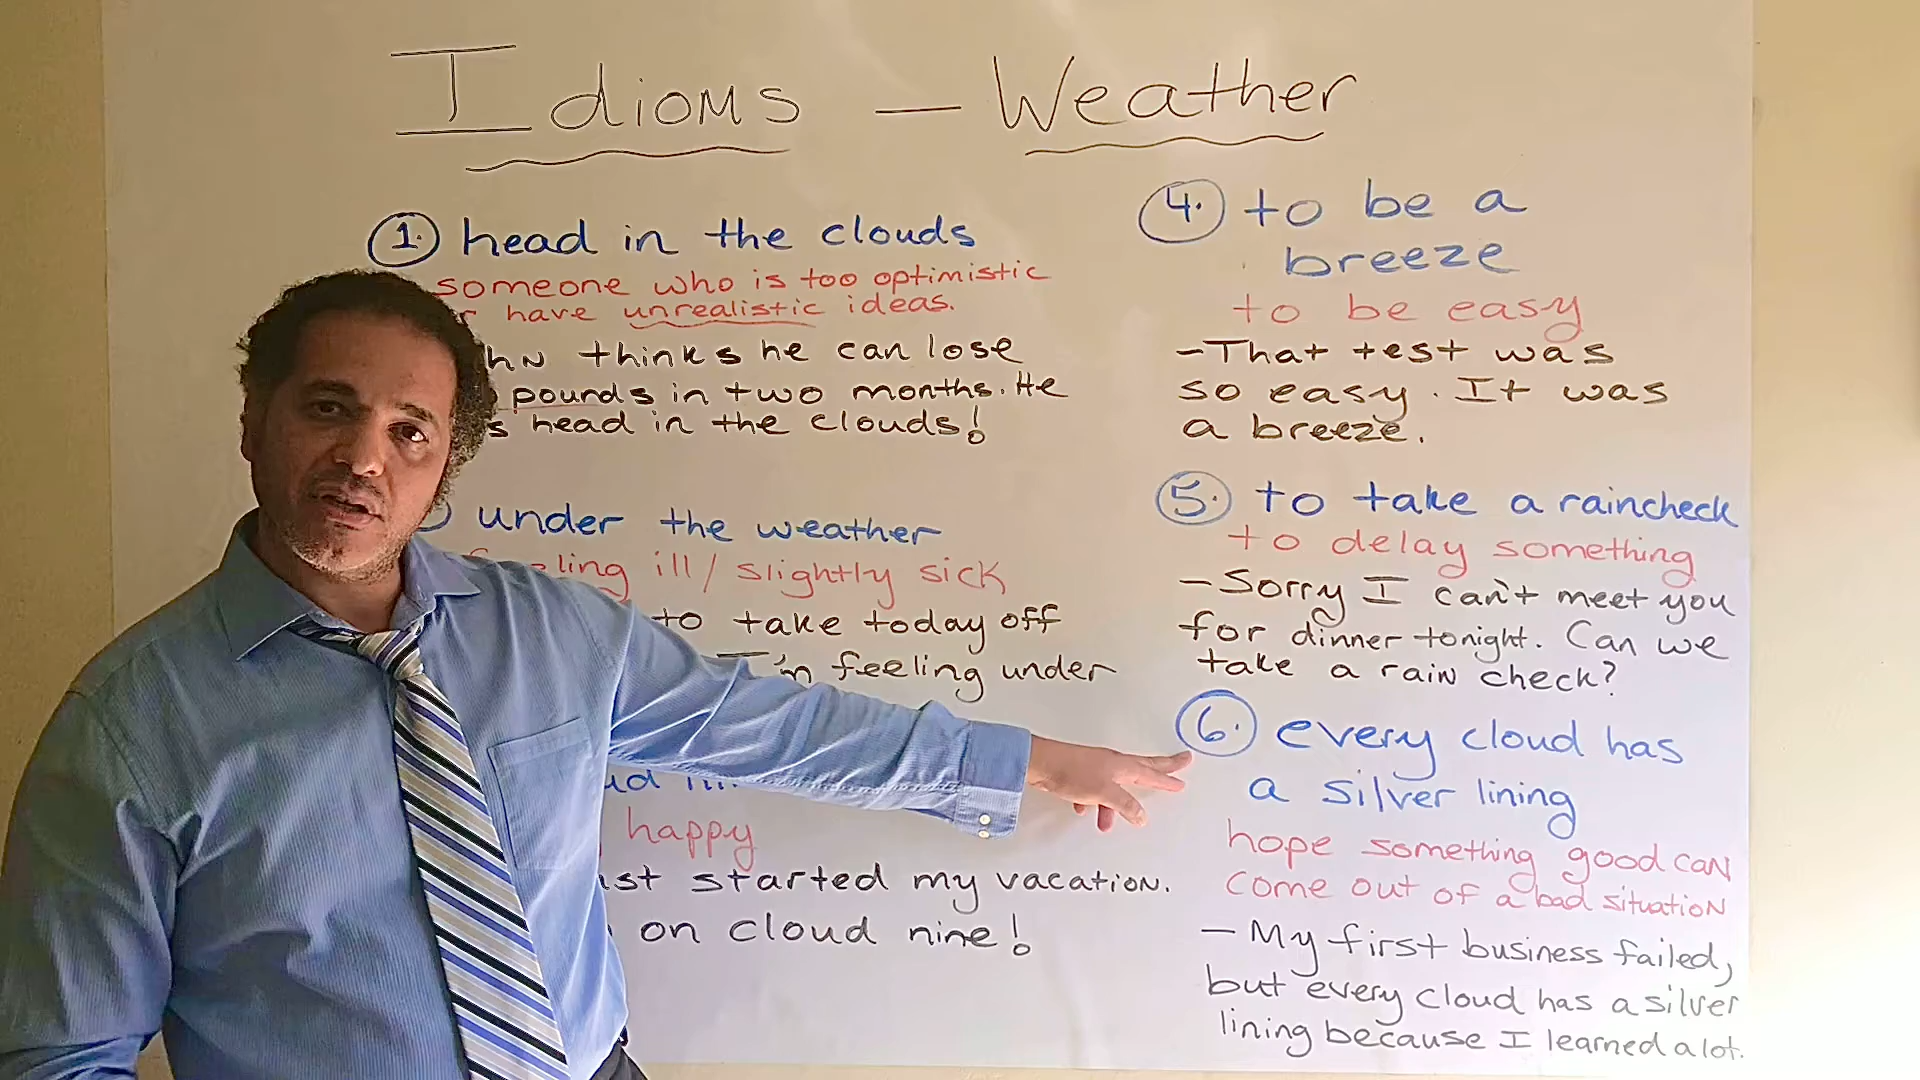 Idioms — Weather
1. head in the clouds
someone who is too optimistic
have unrealistic ideas.
thinks he can lose
pounds in two months. He
head in the clouds!
under the weather
ill / slightly sick
to take today off
I'm feeling under
happy
started my vacation.
on cloud nine!
4. to be a
breeze
to be easy
- That test was
so easy. It was
a breeze.
5. to take a raincheck
to delay something
- Sorry I can't meet you
for dinner tonight. Can we
take a rain check?
6. every cloud has
a silver lining
hope something good can
come out of a bad situation
- My first business failed,
but every cloud has a silver
lining because I learned a lot.